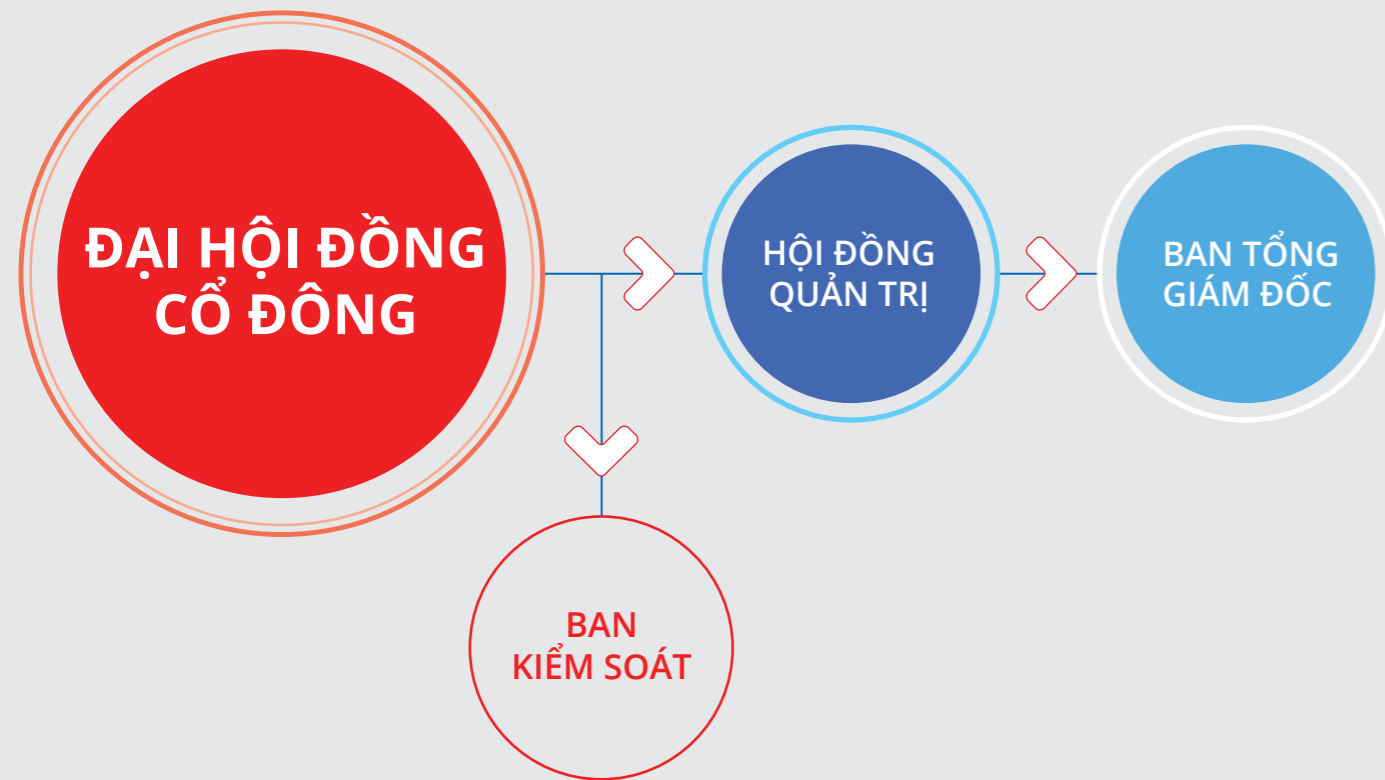 ĐẠI HỘI ĐỒNG
CỔ ĐÔNG
HỘI ĐỒNG
QUẢN TRỊ
BAN TỔNG
GIÁM ĐỐC
BAN
KIỂM SOÁT